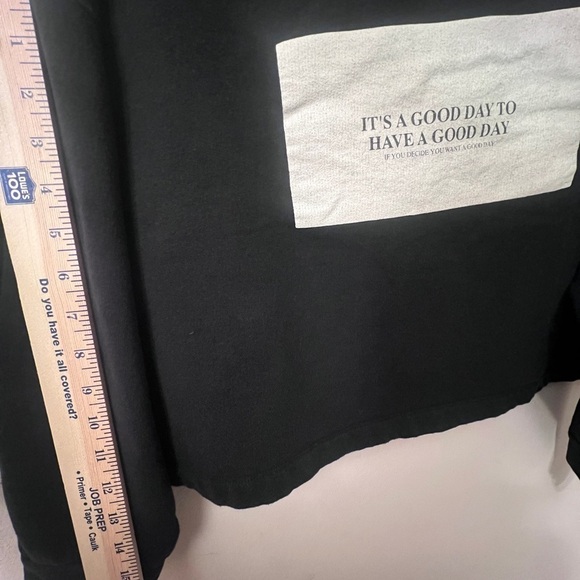 IT'S A GOOD DAY TO
HAVE A GOOD DAY
IF YOU DECIDE YOU WANT A GOOD DAY.
1
2
3
4
5
6
7
8
9
10
11
12
13
14
LOWE'S
100
Do you have it all covered?
JOB PREP
• Primer • Tape • Caulk